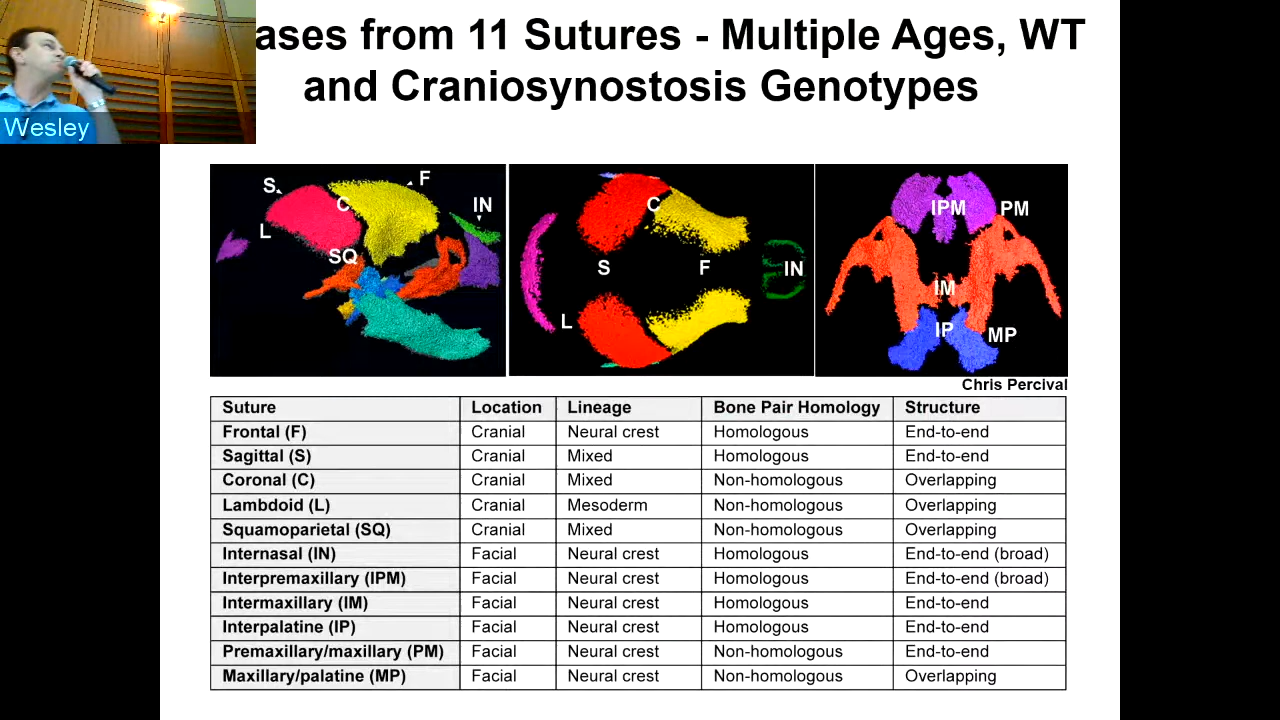 ases from 11 Sutures - Multiple Ages, WT
and Craniosynostosis Genotypes
Wesley
S C F IN L SQ
C S F IN L
IPM PM IM IP MP
Chris Percival
Suture Location Lineage Bone Pair Homology Structure
Frontal (F) Cranial Neural crest Homologous End-to-end
Sagittal (S) Cranial Mixed Homologous End-to-end
Coronal (C) Cranial Mixed Non-homologous Overlapping
Lambdoid (L) Cranial Mesoderm Non-homologous Overlapping
Squamoparietal (SQ) Cranial Mixed Non-homologous Overlapping
Internasal (IN) Facial Neural crest Homologous End-to-end (broad)
Interpremaxillary (IPM) Facial Neural crest Homologous End-to-end (broad)
Intermaxillary (IM) Facial Neural crest Homologous End-to-end
Interpalatine (IP) Facial Neural crest Homologous End-to-end
Premaxillary/maxillary (PM) Facial Neural crest Non-homologous End-to-end
Maxillary/palatine (MP) Facial Neural crest Non-homologous Overlapping